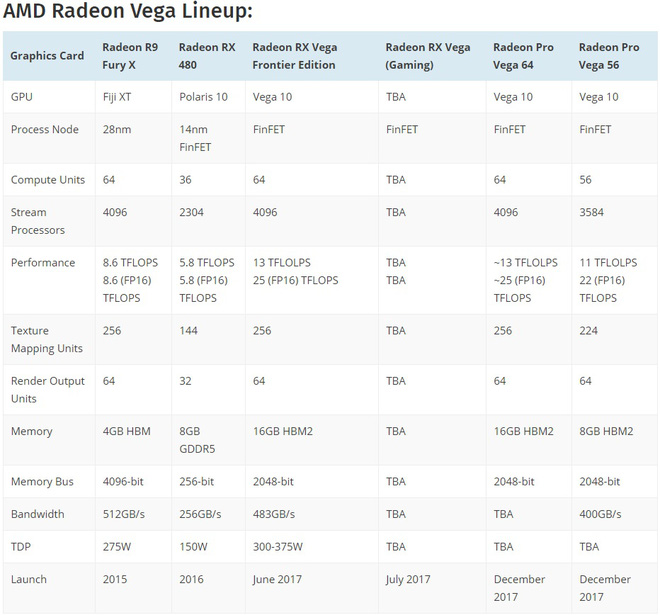 AMD Radeon Vega Lineup:
Graphics Card | Radeon R9 Fury X | Radeon RX 480 | Radeon RX Vega Frontier Edition | Radeon RX Vega (Gaming) | Radeon Pro Vega 64 | Radeon Pro Vega 56
GPU | Fiji XT | Polaris 10 | Vega 10 | TBA | Vega 10 | Vega 10
Process Node | 28nm | 14nm FinFET | FinFET | FinFET | FinFET | FinFET
Compute Units | 64 | 36 | 64 | TBA | 64 | 56
Stream Processors | 4096 | 2304 | 4096 | TBA | 4096 | 3584
Performance | 8.6 TFLOPS 8.6 (FP16) TFLOPS | 5.8 TFLOPS 5.8 (FP16) TFLOPS | 13 TFLOLPS 25 (FP16) TFLOPS | TBA TBA | ~13 TFLOLPS ~25 (FP16) TFLOPS | 11 TFLOLPS 22 (FP16) TFLOPS
Texture Mapping Units | 256 | 144 | 256 | TBA | 256 | 224
Render Output Units | 64 | 32 | 64 | TBA | 64 | 64
Memory | 4GB HBM | 8GB GDDR5 | 16GB HBM2 | TBA | 16GB HBM2 | 8GB HBM2
Memory Bus | 4096-bit | 256-bit | 2048-bit | TBA | 2048-bit | 2048-bit
Bandwidth | 512GB/s | 256GB/s | 483GB/s | TBA | TBA | 400GB/s
TDP | 275W | 150W | 300-375W | TBA | TBA | TBA
Launch | 2015 | 2016 | June 2017 | July 2017 | December 2017 | December 2017